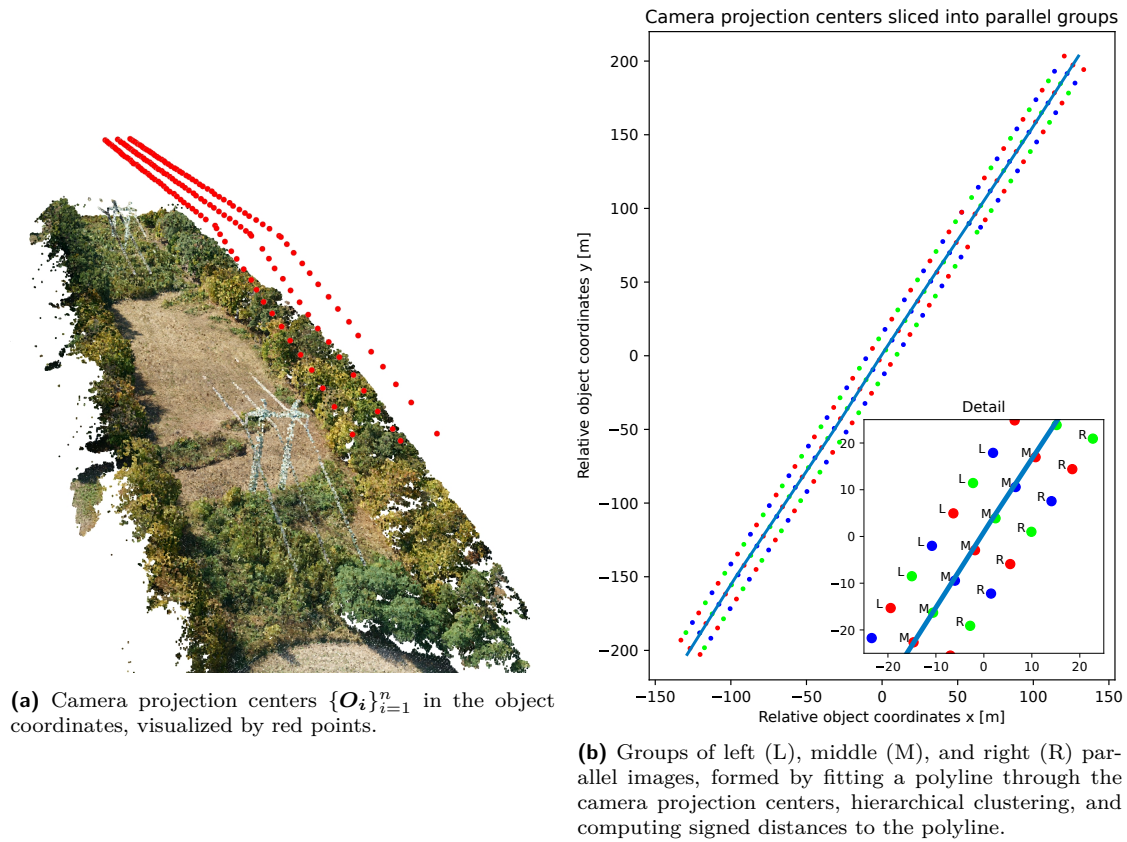 Camera projection centers sliced into parallel groups
200
150
100
50
0
−50
−100
−150
−200
Relative object coordinates y [m]
−150 −100 −50 0 50 100 150
Relative object coordinates x [m]
Detail
20
10
0
−10
−20
−20 −10 0 10 20
L M R
L M R
L M R
L M R
L M R
L M R
(a) Camera projection centers {O_i}_{i=1}^n in the object
coordinates, visualized by red points.
(b) Groups of left (L), middle (M), and right (R) par-
allel images, formed by fitting a polyline through the
camera projection centers, hierarchical clustering, and
computing signed distances to the polyline.